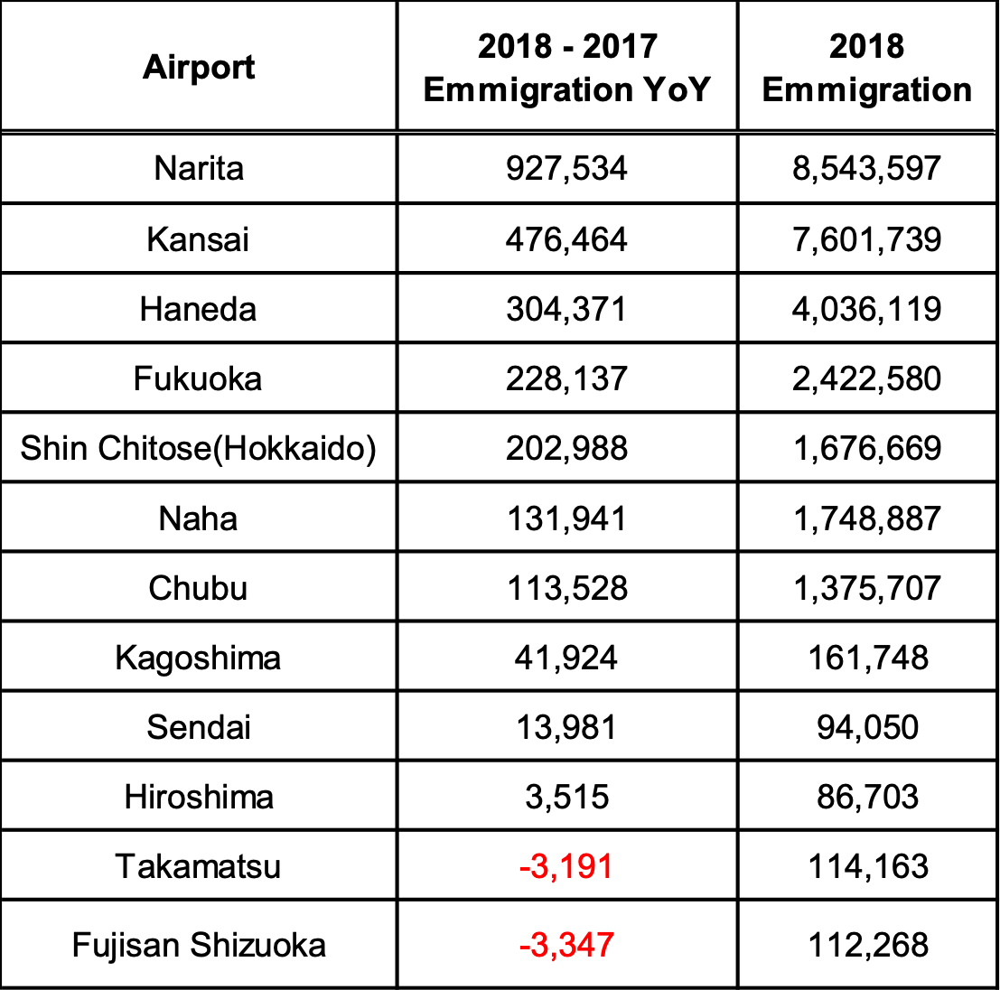 Airport 2018 - 2017 Emmigration YoY 2018 Emmigration
Narita 927,534 8,543,597
Kansai 476,464 7,601,739
Haneda 304,371 4,036,119
Fukuoka 228,137 2,422,580
Shin Chitose(Hokkaido) 202,988 1,676,669
Naha 131,941 1,748,887
Chubu 113,528 1,375,707
Kagoshima 41,924 161,748
Sendai 13,981 94,050
Hiroshima 3,515 86,703
Takamatsu -3,191 114,163
Fujisan Shizuoka -3,347 112,268